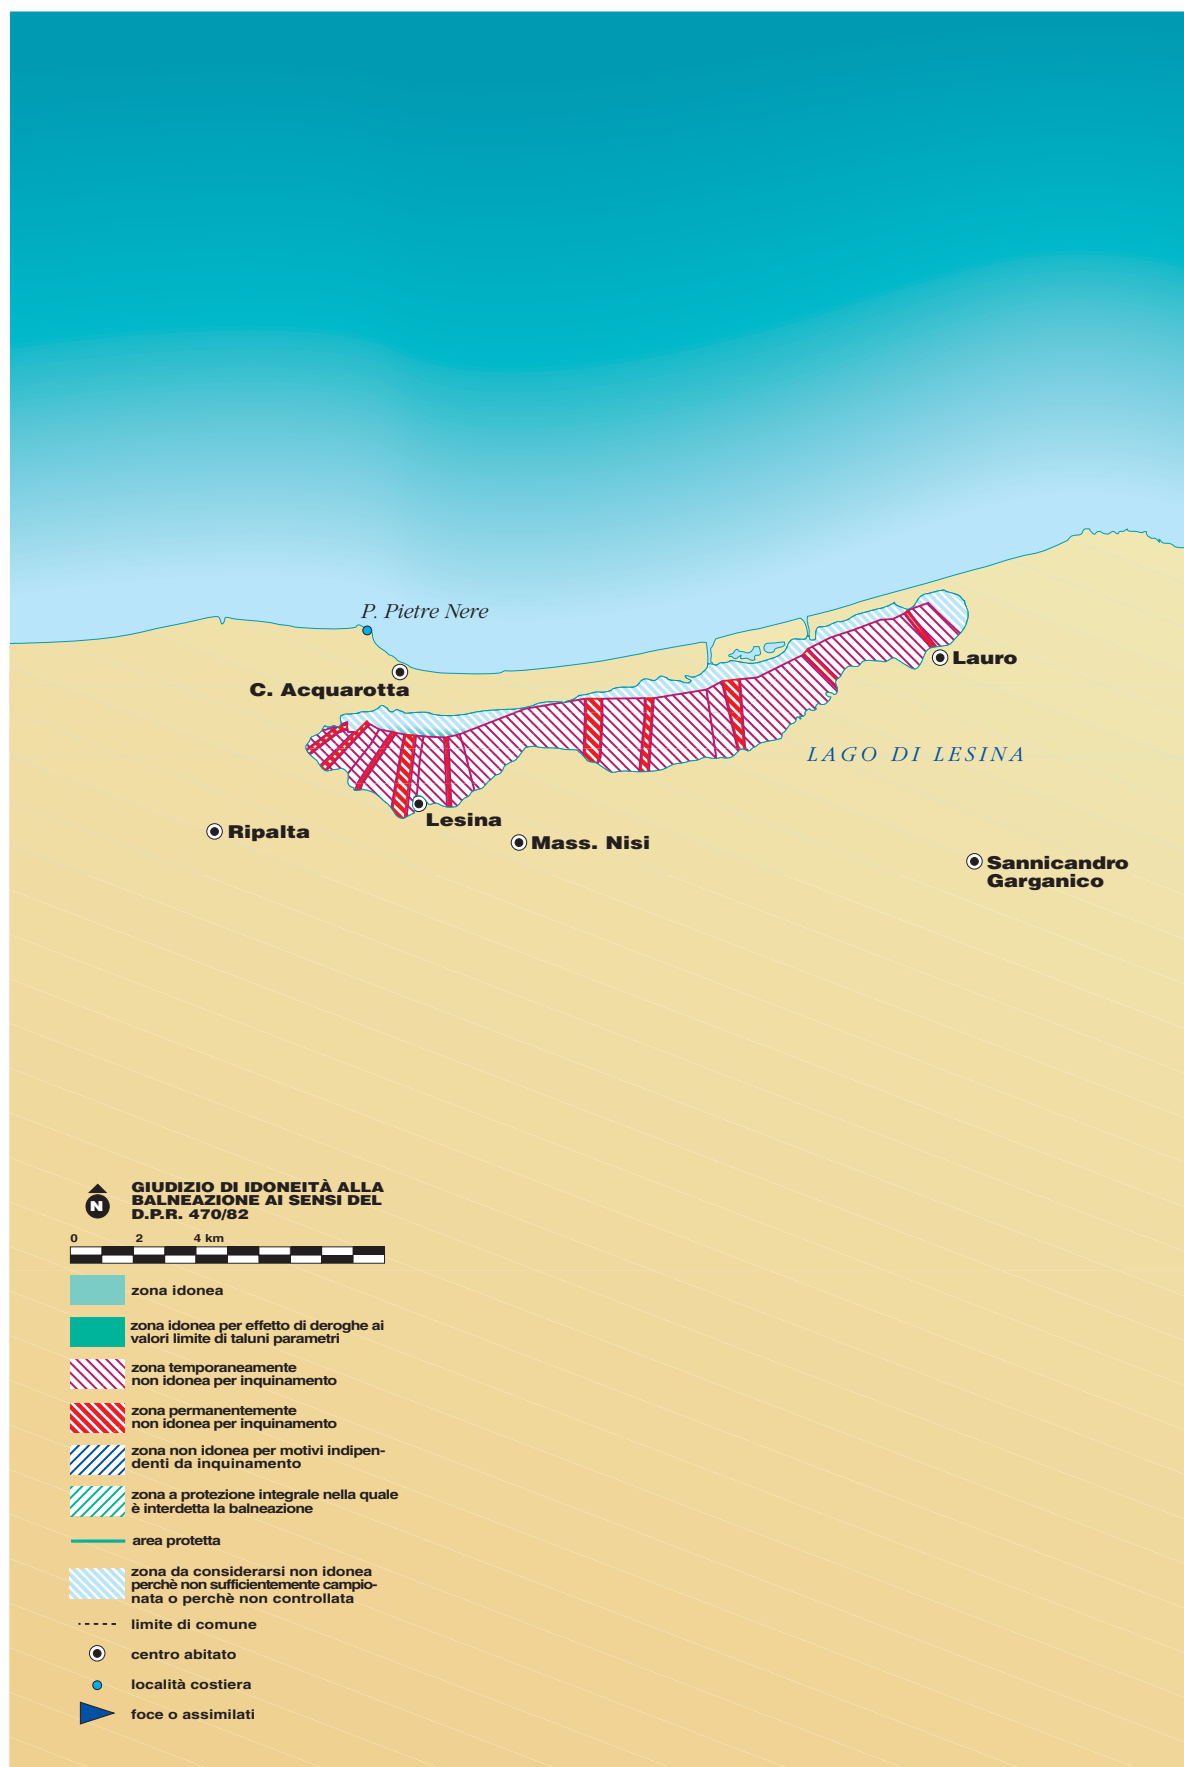 P. Pietre Nere
C. Acquarotta
Lauro
LAGO DI LESINA
Lesina
Ripalta
Mass. Nisi
Sannicandro
Garganico
N
GIUDIZIO DI IDONEITÀ ALLA
BALNEAZIONE AI SENSI DEL
D.P.R. 470/82
0 2 4 km
zona idonea
zona idonea per effetto di deroghe ai
valori limite di taluni parametri
zona temporaneamente
non idonea per inquinamento
zona permanentemente
non idonea per inquinamento
zona non idonea per motivi indipen-
denti da inquinamento
zona a protezione integrale nella quale
è interdetta la balneazione
area protetta
zona da considerarsi non idonea
perchè non sufficientemente campio-
nata o perchè non controllata
limite di comune
centro abitato
località costiera
foce o assimilati